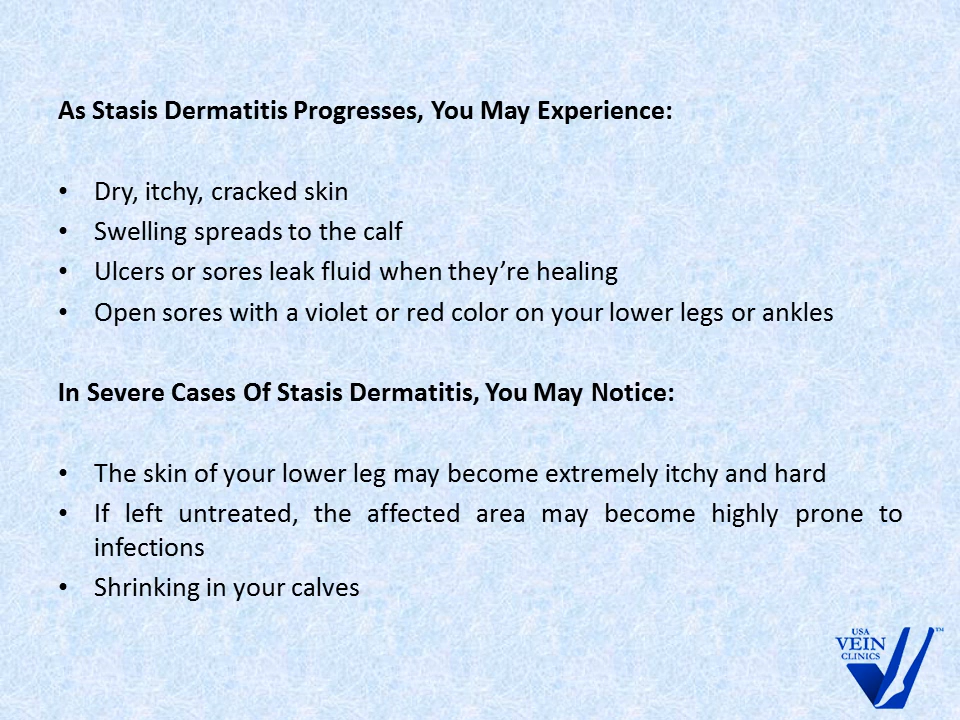 As Stasis Dermatitis Progresses, You May Experience:
• Dry, itchy, cracked skin
• Swelling spreads to the calf
• Ulcers or sores leak fluid when they’re healing
• Open sores with a violet or red color on your lower legs or ankles
In Severe Cases Of Stasis Dermatitis, You May Notice:
• The skin of your lower leg may become extremely itchy and hard
• If left untreated, the affected area may become highly prone to
infections
• Shrinking in your calves
USA
VEIN
CLINICS
™